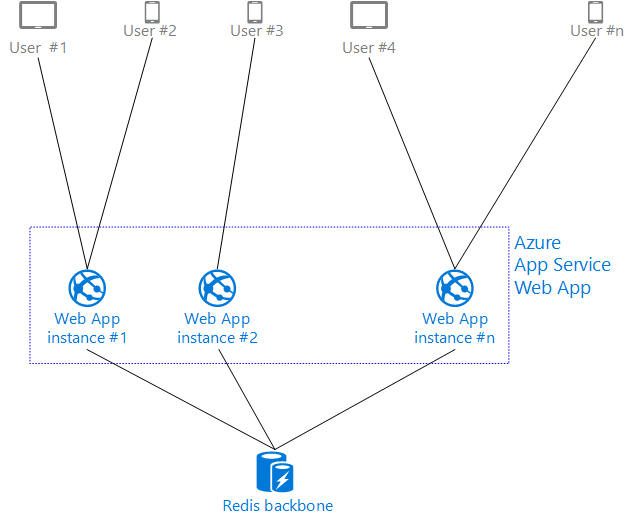 User #1
User #2
User #3
User #4
User #n
Azure
App Service
Web App
Web App
instance #1
Web App
instance #2
Web App
instance #n
Redis backbone